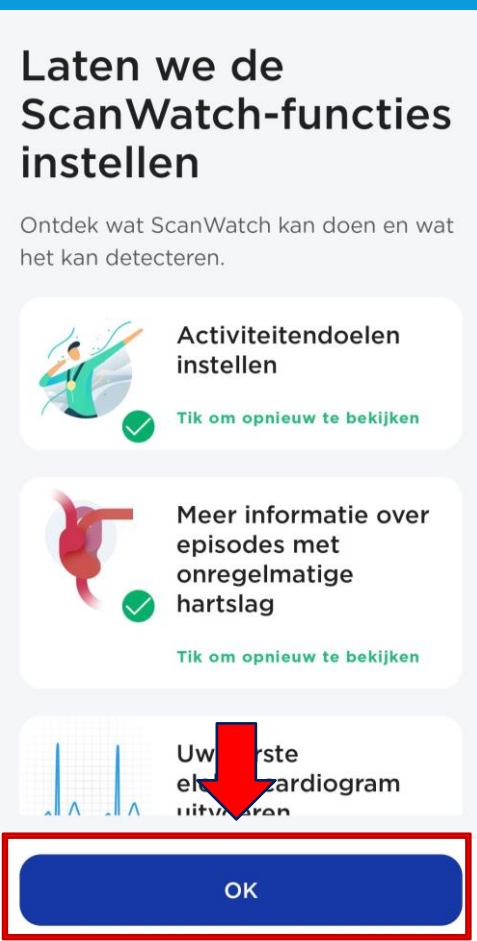 Laten we de
ScanWatch-functies
instellen
Ontdek wat ScanWatch kan doen en wat
het kan detecteren.
Activiteitendoelen
instellen
Tik om opnieuw te bekijken
Meer informatie over
episodes met
onregelmatige
hartslag
Tik om opnieuw te bekijken
Uw
OK